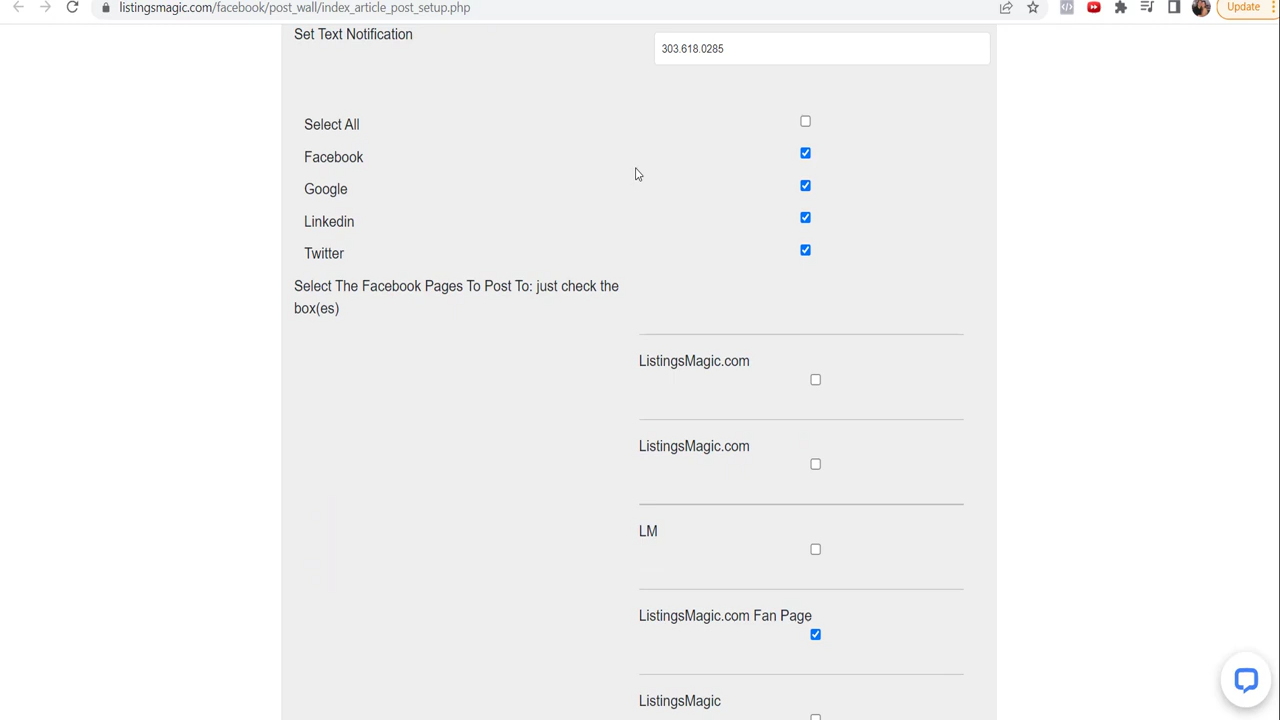 listingsmagic.com/facebook/post_wall/index_article_post_setup.php
Update
Set Text Notification
303.618.0285
Select All
Facebook
Google
Linkedin
Twitter
Select The Facebook Pages To Post To: just check the
box(es)
ListingsMagic.com
ListingsMagic.com
LM
ListingsMagic.com Fan Page
ListingsMagic